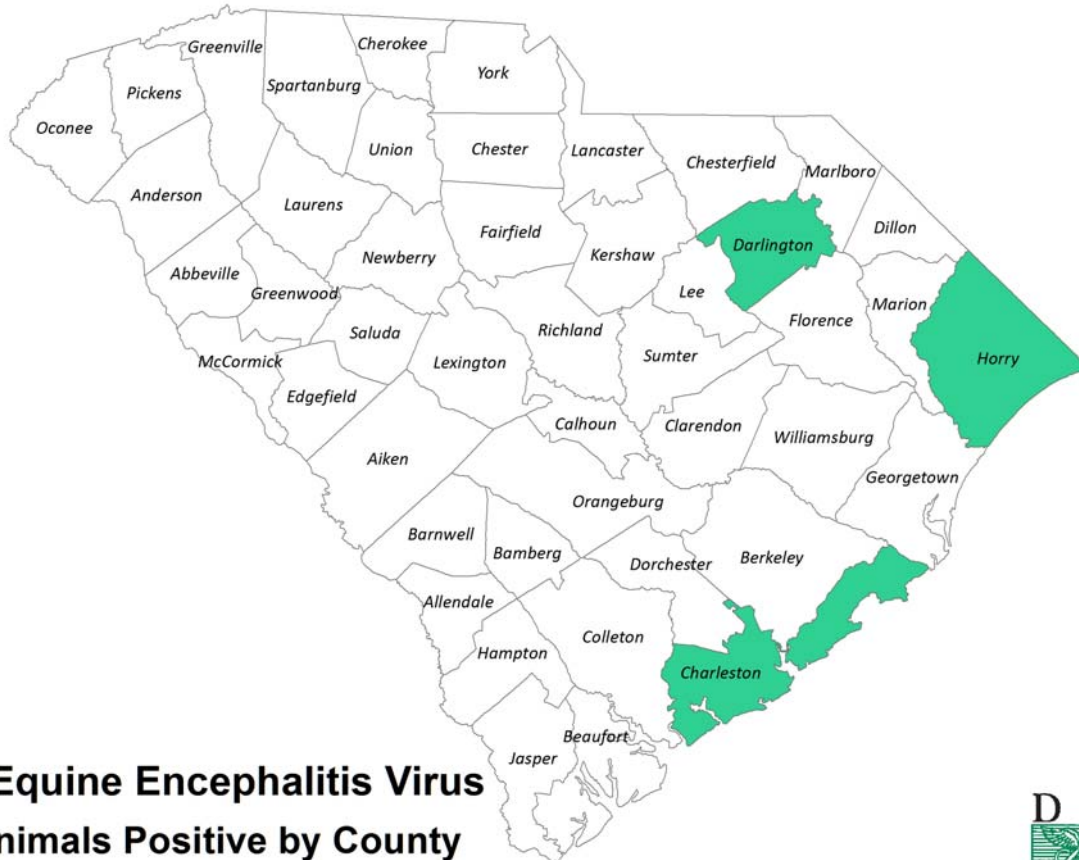 Greenville
Cherokee
York
Spartanburg
Pickens
Oconee
Union
Chester
Lancaster
Chesterfield
Marlboro
Anderson
Laurens
Fairfield
Darlington
Dillon
Newberry
Kershaw
Abbeville
Greenwood
Lee
Marion
Florence
Saluda
Richland
McCormick
Lexington
Sumter
Horry
Edgefield
Calhoun
Clarendon
Williamsburg
Aiken
Georgetown
Orangeburg
Barnwell
Bamberg
Dorchester
Berkeley
Allendale
Colleton
Hampton
Charleston
Beaufort
Jasper
Equine Encephalitis Virus
nimals Positive by County
D